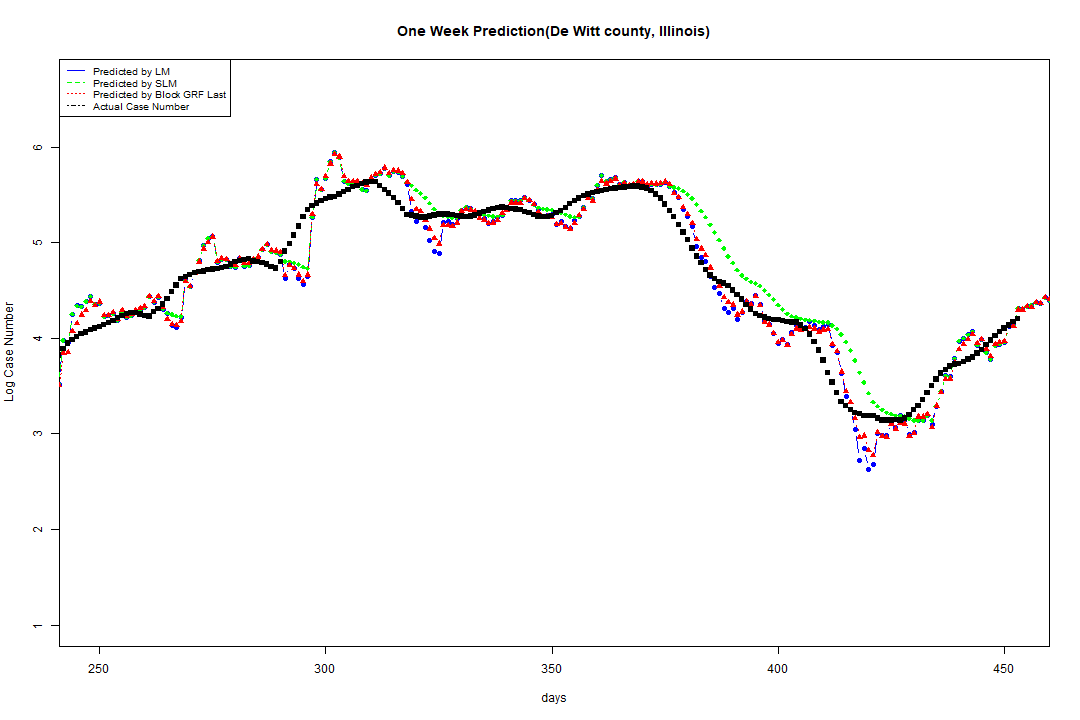 One Week Prediction(De Witt county, Illinois)
Predicted by LM
Predicted by SLM
Predicted by Block GRF Last
Actual Case Number
6
5
4
3
2
1
Log Case Number
250 300 350 400 450
days